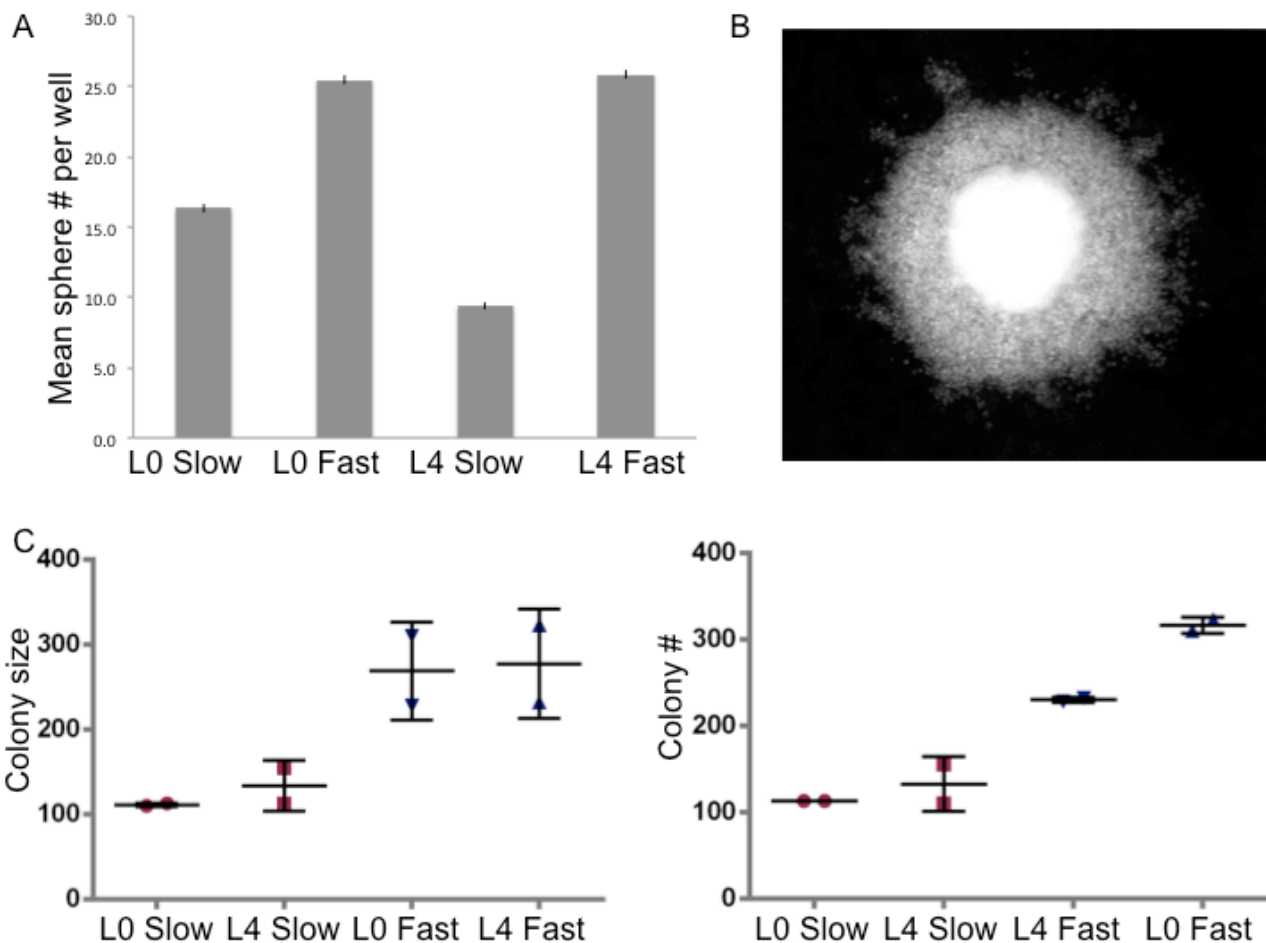 A
30.0
25.0
20.0
15.0
10.0
5.0
0.0
Mean sphere # per well
L0 Slow L0 Fast L4 Slow L4 Fast
B
C
400
300
200
100
0
Colony size
L0 Slow L4 Slow L0 Fast L4 Fast
400
300
200
100
0
Colony #
L0 Slow L4 Slow L4 Fast L0 Fast